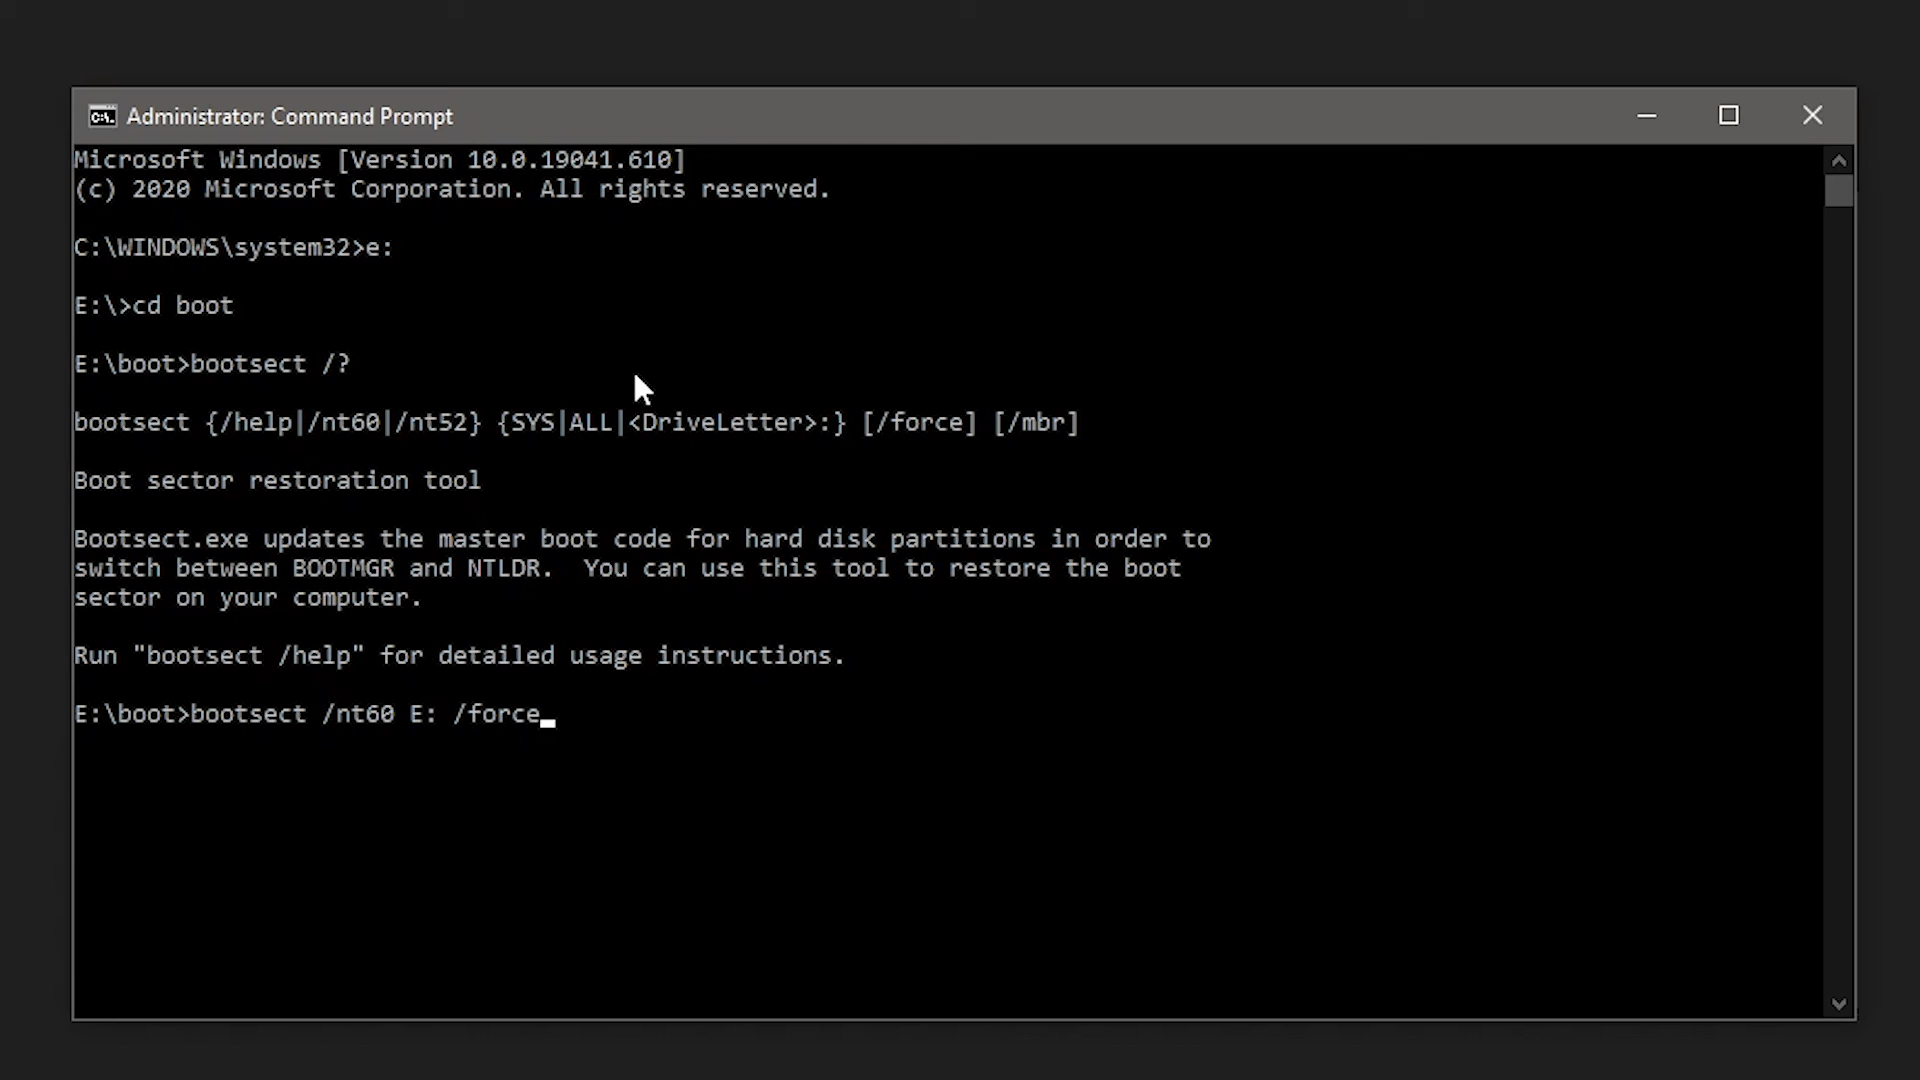 Administrator: Command Prompt
Microsoft Windows [Version 10.0.19041.610]
(c) 2020 Microsoft Corporation. All rights reserved.
C:\WINDOWS\system32>e:
E:\>cd boot
E:\boot>bootsect /?
bootsect {/help|/nt60|/nt52} {SYS|ALL|<DriveLetter>:} [/force] [/mbr]
Boot sector restoration tool
Bootsect.exe updates the master boot code for hard disk partitions in order to
switch between BOOTMGR and NTLDR.  You can use this tool to restore the boot
sector on your computer.
Run "bootsect /help" for detailed usage instructions.
E:\boot>bootsect /nt60 E: /force